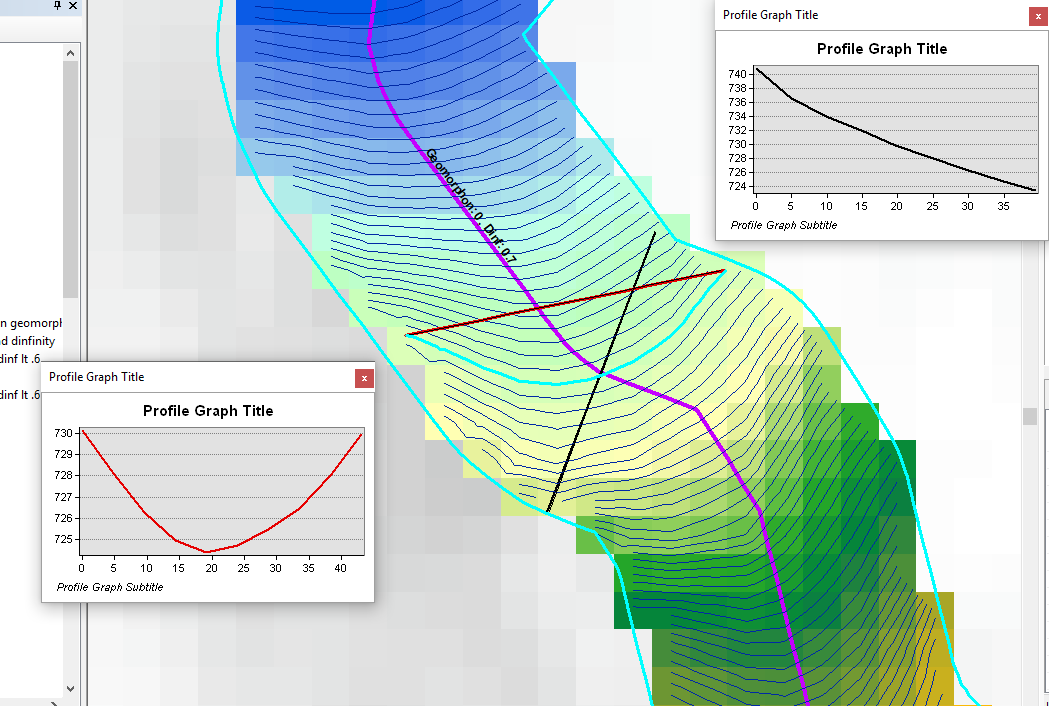 Profile Graph Title
x
Profile Graph Title
740
738
736
734
732
730
728
726
724
0 5 10 15 20 25 30 35
Profile Graph Subtitle
Geomorphon: 0, Dinf: 0.7
n geomorph
d dinfinity
dinf lt .6
dinf lt .6
Profile Graph Title
x
Profile Graph Title
730
729
728
727
726
725
0 5 10 15 20 25 30 35 40
Profile Graph Subtitle